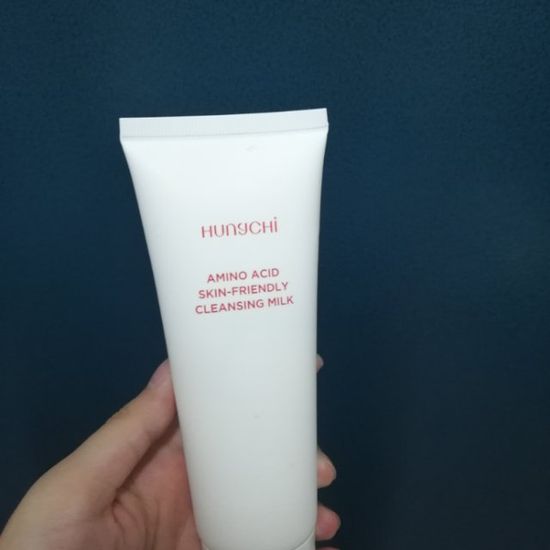 HUNGCHI
AMINO ACID
SKIN-FRIENDLY
CLEANSING MILK